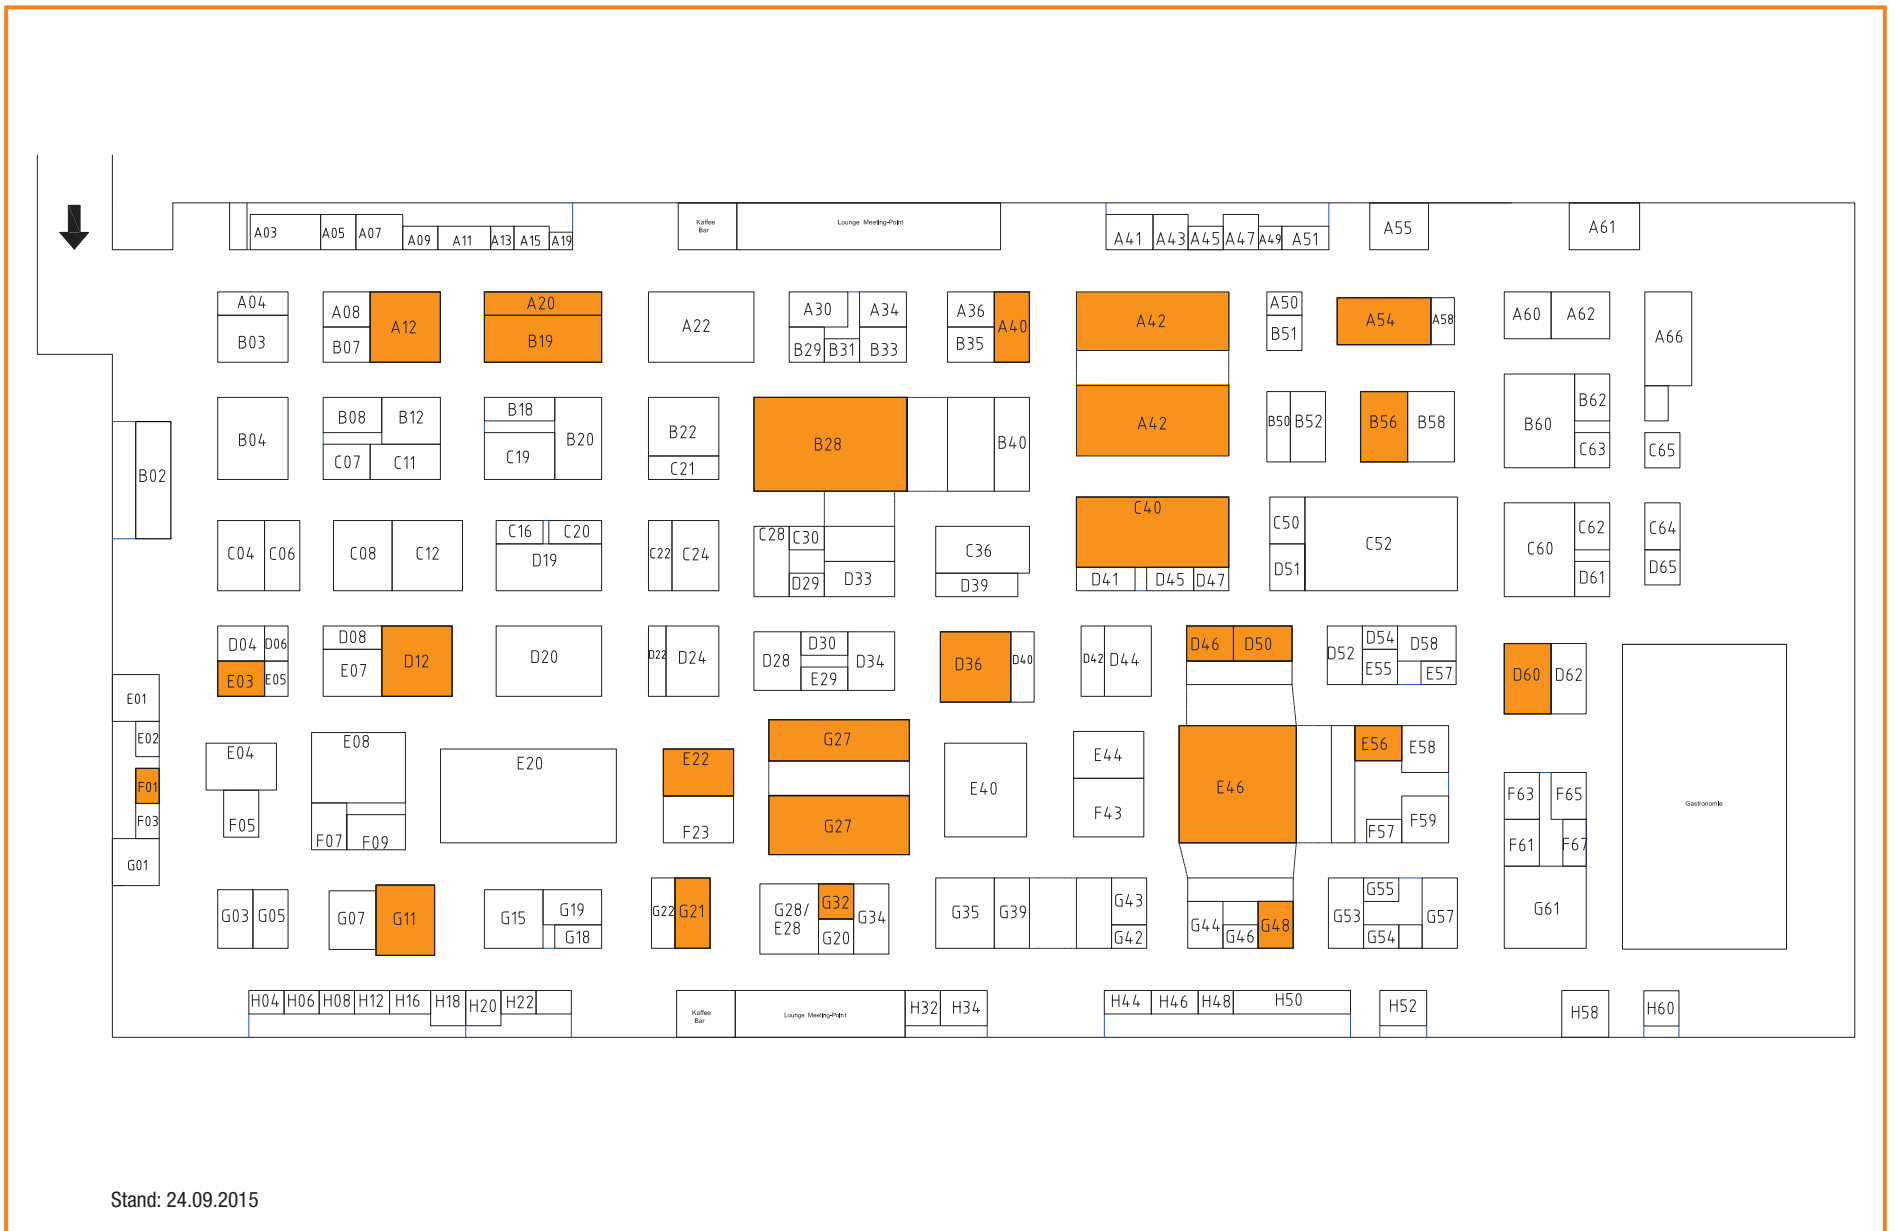 Kaffee Bar
Lounge Meeting-Point
A03 A05 A07 A09 A11 A13 A15 A19
A41 A43 A45 A47 A49 A51
A55
A61
A04 A08 A12 A20 A22 A30 A34 A36 A40 A42 A50 A54 A58 A60 A62 A66
B03 B07 B19 B29 B31 B33 B35 B51
B02 B04 B08 B12 B18 B20 B22 B28 B40 A42 B50 B52 B56 B58 B60 B62
C07 C11 C19 C21 C63 C65
C04 C06 C08 C12 C16 C20 C22 C24 C28 C30 C36 C40 C50 C52 C60 C62 C64
D19 D29 D33 D39 D41 D45 D47 D51 D61 D65
D04 D06 D08 D12 D20 D22 D24 D28 D30 D34 D36 D40 D42 D44 D46 D50 D52 D54 D58 D60 D62
E03 E05 E07 E29 E55 E57
E01
E02 E04 E08 E20 E22 G27 E40 E44 E46 E56 E58
F01 F03 F05 F07 F09 F23 G27 F43 F57 F59 F63 F65
F61 F67
Gastronomie
G01
G03 G05 G07 G11 G15 G19 G22 G21 G28/ G32 G34 G35 G39 G43 G44 G48 G53 G55 G57 G61
G18 E28 G20 G42 G46 G54
H04 H06 H08 H12 H16 H18 H20 H22
Kaffee Bar
Lounge Meeting-Point
H32 H34
H44 H46 H48 H50 H52 H58 H60
Stand: 24.09.2015